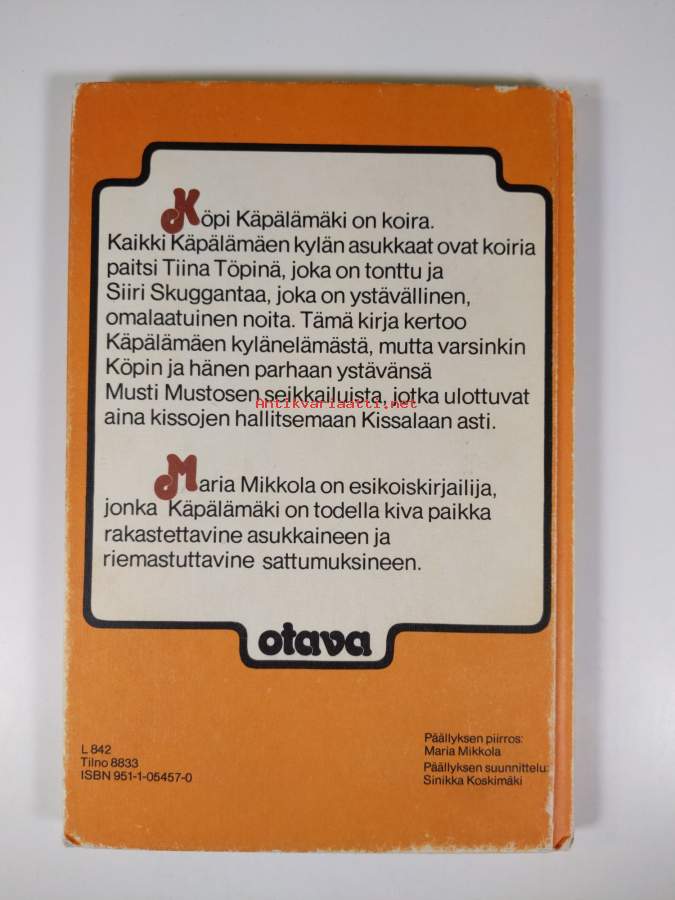 Köpi Käpälämäki on koira.
Kaikki Käpälämäen kylän asukkaat ovat koiria
paitsi Tiina Töpinä, joka on tonttu ja
Siiri Skuggantaa, joka on ystävällinen,
omalaatuinen noita. Tämä kirja kertoo
Käpälämäen kylänelämästä, mutta varsinkin
Köpin ja hänen parhaan ystävänsä
Musti Mustosen seikkailuista, jotka ulottuvat
Antikvariaatti.net
aina kissojen hallitsemaan Kissalaan asti.
Maria Mikkola on esikoiskirjailija,
jonka Käpälämäki on todella kiva paikka
rakastettavine asukkaineen ja
riemastuttavine sattumuksineen.
otava
L 842
Tilno 8833
ISBN 951-1-05457-0
Päällyksen piirros:
Maria Mikkola
Päällyksen suunnittelu:
Sinikka Koskimäki